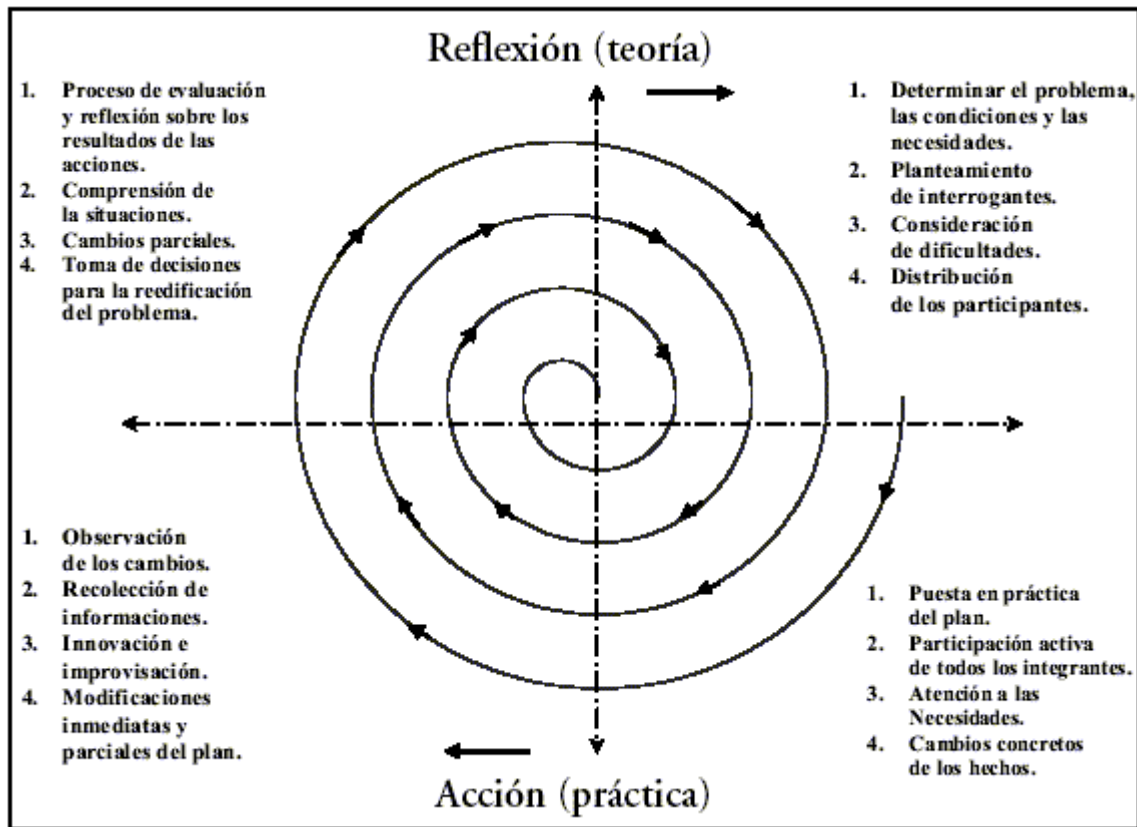 Reflexión (teoría)
1. Proceso de evaluación
y reflexión sobre los
resultados de las
acciones.
2. Comprensión de
la situaciones.
3. Cambios parciales.
4. Toma de decisiones
para la reedificación
del problema.
1. Determinar el problema,
las condiciones y las
necesidades.
2. Planteamiento
de interrogantes.
3. Consideración
de dificultades.
4. Distribución
de los participantes.
1. Observación
de los cambios.
2. Recolección de
informaciones.
3. Innovación e
improvisación.
4. Modificaciones
inmediatas y
parciales del plan.
1. Puesta en práctica
del plan.
2. Participación activa
de todos los integrantes.
3. Atención a las
Necesidades.
4. Cambios concretos
de los hechos.
Acción (práctica)